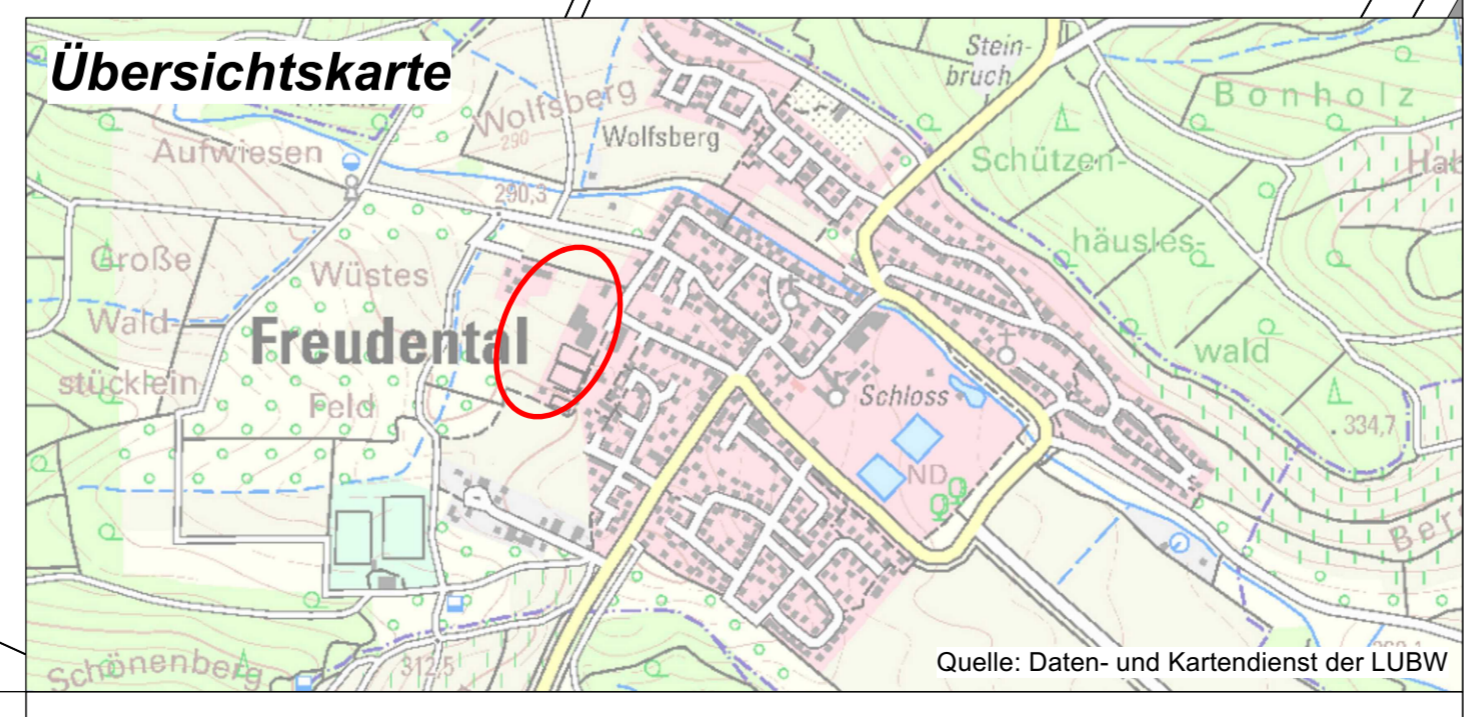 Übersichtskarte
Stein-
bruch
Bonholz
Wolfsberg
290
Wolfsberg
Aufwiesen
Schützen-
290,3
häusles-
wald
Große
Wald-
stücklein
Wüstes
Feld
Freudental
Schloss
ND
334,7
Schönenberg
312,5
Quelle: Daten- und Kartendienst der LUBW